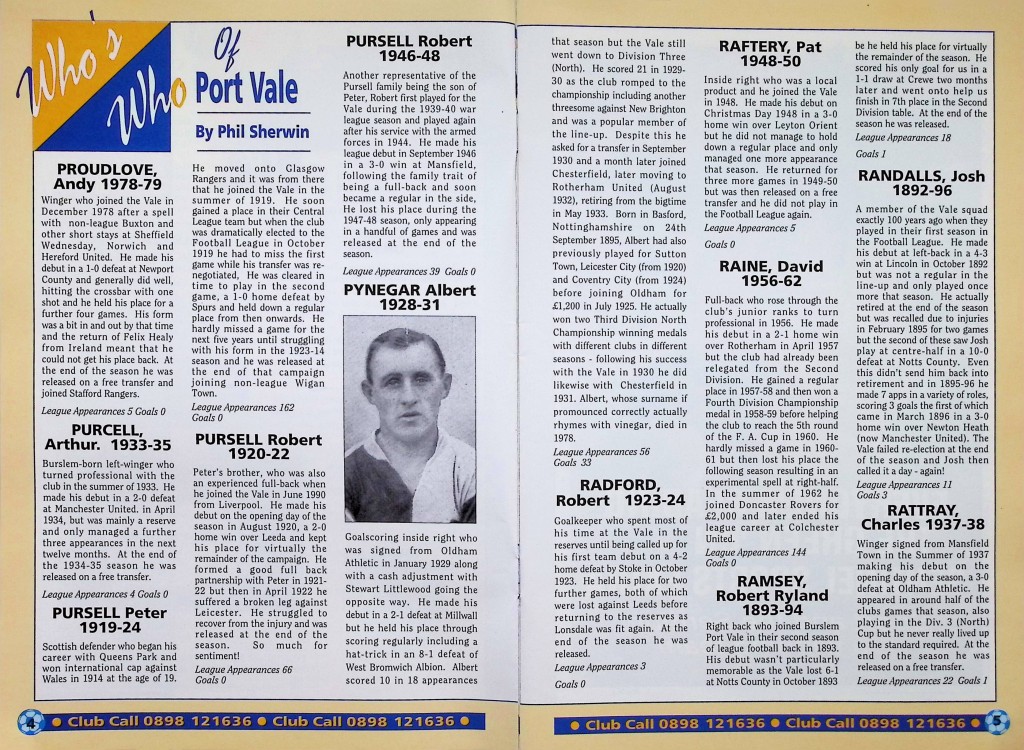 Who's
Who Of
Port Vale
By Phil Sherwin
PROUDLOVE,
Andy 1978-79
Winger who joined the Vale in
December 1978 after a spell
with non-league Buxton and
other short stays at Sheffield
Wednesday, Norwich and
Hereford United. He made his
debut in a 1-0 defeat at Newport
County and generally did well,
hitting the crossbar with one
shot and he held his place for a
further four games. His form
was a bit in and out by that time
and the return of Felix Healy
from Ireland meant that he
could not get his place back. At
the end of the season he was
released on a free transfer and
joined Stafford Rangers.
League Appearances 5 Goals 0
PURCELL,
Arthur. 1933-35
Burslem-born left-winger who
turned professional with the
club in the summer of 1933. He
made his debut in a 2-0 defeat
at Manchester United. in April
1934, but was mainly a reserve
and only managed a further
three appearances in the next
twelve months. At the end of
the 1934-35 season he was
released on a free transfer.
League Appearances 4 Goals 0
PURSELL Peter
1919-24
Scottish defender who began his
career with Queens Park and
won international cap against
Wales in 1914 at the age of 19.
He moved onto Glasgow
Rangers and it was from there
that he joined the Vale in the
summer of 1919. He soon
gained a place in their Central
League team but when the club
was dramatically elected to the
Football League in October
1919 he had to miss the first
game while his transfer was re-
negotiated, He was cleared in
time to play in the second
game, a 1-0 home defeat by
Spurs and held down a regular
place from then onwards. He
hardly missed a game for the
next five years until struggling
with his form in the 1923-14
season and he was released at
the end of that campaign
joining non-league Wigan
Town.
League Appearances 162
Goals 0
PURSELL Robert
1920-22
Peter's brother, who was also
an experienced full-back when
he joined the Vale in June 1990
from Liverpool. He made his
debut on the opening day of the
season in August 1920, a 2-0
home win over Leeda and kept
his place for virtually the
remainder of the campaign. He
formed a good full back
partnership with Peter in 1921-
22 but then in April 1922 he
suffered a broken leg against
Leicester. He struggled to
recover from the injury and was
released at the end of the
season. So much for
sentiment!
League Appearances 66
Goals 0
PURSELL Robert
1946-48
Another representative of the
Pursell family being the son of
Peter, Robert first played for the
Vale during the 1939-40 war
league season and played again
after his service with the armed
forces in 1944. He made his
league debut in September 1946
in a 3-0 win at Mansfield,
following the family trait of
being a full-back and soon
became a regular in the side,
He lost his place during the
1947-48 season, only appearing
in a handful of games and was
released at the end of the
season.
League Appearances 39 Goals 0
PYNEGAR Albert
1928-31
Goalscoring inside right who
was signed from Oldham
Athletic in January 1929 along
with a cash adjustment with
Stewart Littlewood going the
opposite way. He made his
debut in a 2-1 defeat at Millwall
but he held his place through
scoring regularly including a
hat-trick in an 8-1 defeat of
West Bromwich Albion. Albert
scored 10 in 18 appearances
4 • Club Call 0898 121636 • Club Call 0898 121636 •
that season but the Vale still
went down to Division Three
(North). He scored 21 in 1929-
30 as the club romped to the
championship including another
threesome against New Brighton
and was a popular member of
the line-up. Despite this he
asked for a transfer in September
1930 and a month later joined
Chesterfield, later moving to
Rotherham United (August
1932), retiring from the bigtime
in May 1933. Born in Basford,
Nottinghamshire on 24th
September 1895, Albert had also
previously played for Sutton
Town, Leicester City (from 1920)
and Coventry City (from 1924)
before joining Oldham for
£1,200 in July 1925. He actually
won two Third Division North
Championship winning medals
with different clubs in different
seasons - following his success
with the Vale in 1930 he did
likewise with Chesterfield in
1931. Albert, whose surname if
pronounced correctly actually
rhymes with vinegar, died in
1978.
League Appearances 56
Goals 33
RADFORD,
Robert 1923-24
Goalkeeper who spent most of
his time at the Vale in the
reserves until being called up for
his first team debut on a 4-2
home defeat by Stoke in October
1923. He held his place for two
further games, both of which
were lost against Leeds before
returning to the reserves as
Lonsdale was fit again. At the
end of the season he was
released.
League Appearances 3
Goals 0
RAFTERY, Pat
1948-50
Inside right who was a local
product and he joined the Vale
in 1948. He made his debut on
Christmas Day 1948 in a 3-0
home win over Leyton Orient
but he did not manage to hold
down a regular place and only
managed one more appearance
that season. He returned for
three more games in 1949-50
but was then released on a free
transfer and he did not play in
the Football League again.
League Appearances 5
Goals 0
RAINE, David
1956-62
Full-back who rose through the
club's junior ranks to turn
professional in 1956. He made
his debut in a 2-1 home win
over Rotherham in April 1957
but the club had already been
relegated from the Second
Division. He gained a regular
place in 1957-58 and then won a
Fourth Division Championship
medal in 1958-59 before helping
the club to reach the 5th round
of the F. A. Cup in 1960. He
hardly missed a game in 1960-
61 but then lost his place the
following season resulting in an
experimental spell at right-half.
In the summer of 1962 he
joined Doncaster Rovers for
£2,000 and later ended his
league career at Colchester
United.
League Appearances 144
Goals 0
RAMSEY,
Robert Ryland
1893-94
Right back who joined Burslem
Port Vale in their second season
of league football back in 1893.
His debut wasn't particularly
memorable as the Vale lost 6-1
at Notts County in October 1893
be he held his place for virtually
the remainder of the season. He
scored his only goal for us in a
1-1 draw at Crewe two months
later and went onto help us
finish in 7th place in the Second
Division table. At the end of the
season he was released.
League Appearances 18
Goals 1
RANDALLS, Josh
1892-96
A member of the Vale squad
exactly 100 years ago when they
played in their first season in
the Football League. He made
his debut at left-back in a 4-3
win at Lincoln in October 1892
but was not a regular in the
line-up and only played once
more that season. He actually
retired at the end of the season
but was recalled due to injuries
in February 1895 for two games
but the second of these saw Josh
play at centre-half in a 10-0
defeat at Notts County. Even
this didn't send him back into
retirement and in 1895-96 he
made 7 apps in a variety of roles,
scoring 3 goals the first of which
came in March 1896 in a 3-0
home win over Newton Heath
(now Manchester United). The
Vale failed re-election at the end
of the season and Josh then
called it a day - again!
League Appearances 11
Goals 3
RATTRAY,
Charles 1937-38
Winger signed from Mansfield
Town in the Summer of 1937
making his debut on the
opening day of the season, a 3-0
defeat at Oldham Athletic. He
appeared in around half of the
clubs games that season, also
playing in the Div. 3 (North)
Cup but he never really lived up
to the standard required. At the
end of the season he was
released on a free transfer.
League Appearances 22 Goals 1
• Club Call 0898 121636 • Club Call 0898 121636 • 5